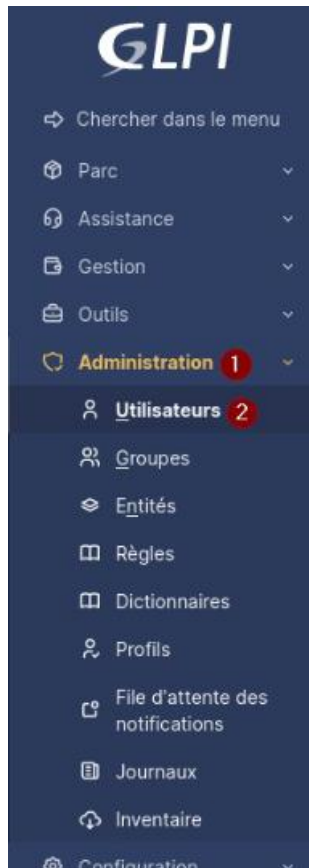 GLPI
Chercher dans le menu
Parc
Assistance
Gestion
Outils
Administration 1
Utilisateurs 2
Groupes
Entités
Règles
Dictionnaires
Profils
File d'attente des
notifications
Journaux
Inventaire
Configuration